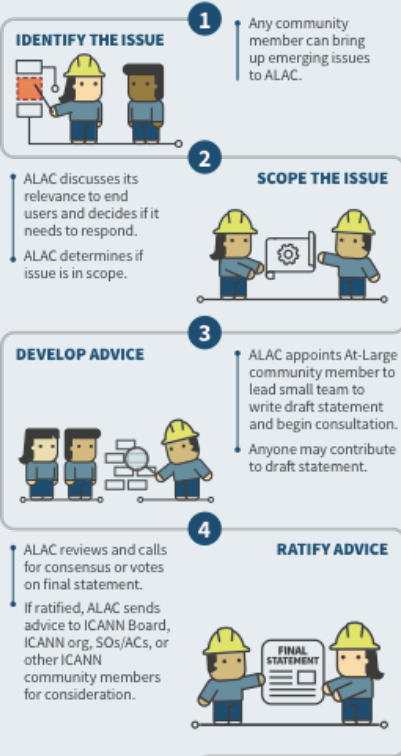 1
IDENTIFY THE ISSUE
Any community
member can bring
up emerging issues
to ALAC.
2
SCOPE THE ISSUE
ALAC discusses its
relevance to end
users and decides if it
needs to respond.
ALAC determines if
issue is in scope.
3
DEVELOP ADVICE
ALAC appoints At-Large
community member to
lead small team to
write draft statement
and begin consultation.
Anyone may contribute
to draft statement.
4
RATIFY ADVICE
ALAC reviews and calls
for consensus or votes
on final statement.
If ratified, ALAC sends
advice to ICANN Board,
ICANN org, SOs/ACs, or
other ICANN
community members
for consideration.
FINAL
STATEMENT